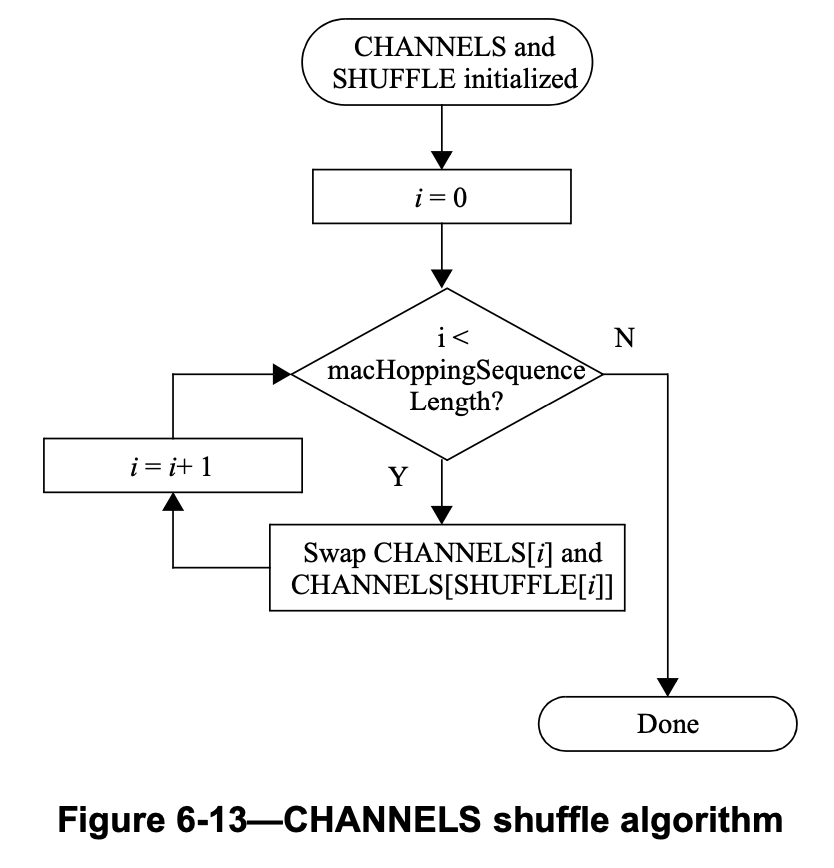 CHANNELS and
SHUFFLE initialized
i = 0
i <
macHoppingSequence
Length?
N
i = i+ 1
Y
Swap CHANNELS[i] and
CHANNELS[SHUFFLE[i]]
Done
Figure 6-13—CHANNELS shuffle algorithm